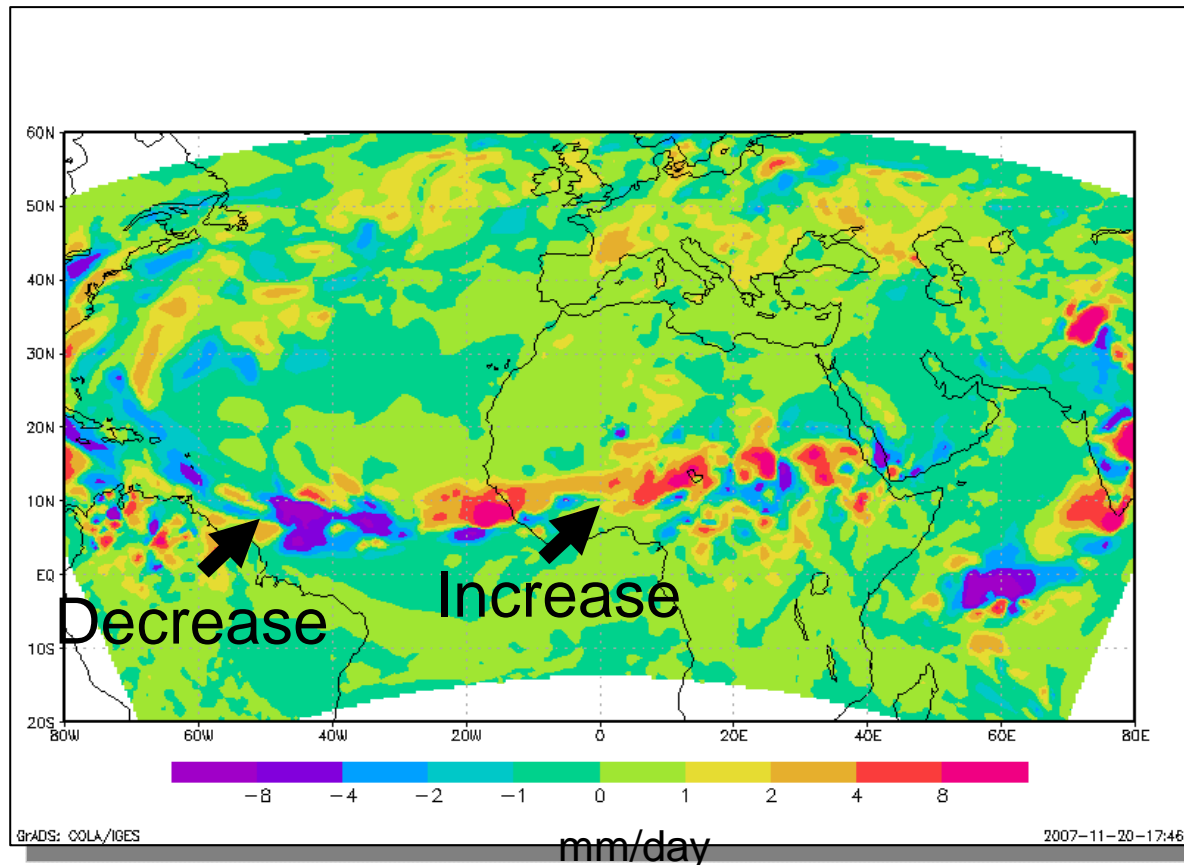 60N
50N
40N
30N
20N
10N
EQ
10S
20S
80W 60W 40W 20W 0 20E 40E 60E 80E
Decrease
Increase
−8 −4 −2 −1 0 1 2 4 8
GrADS: COLA/IGES
2007-11-20-17:46
mm/day